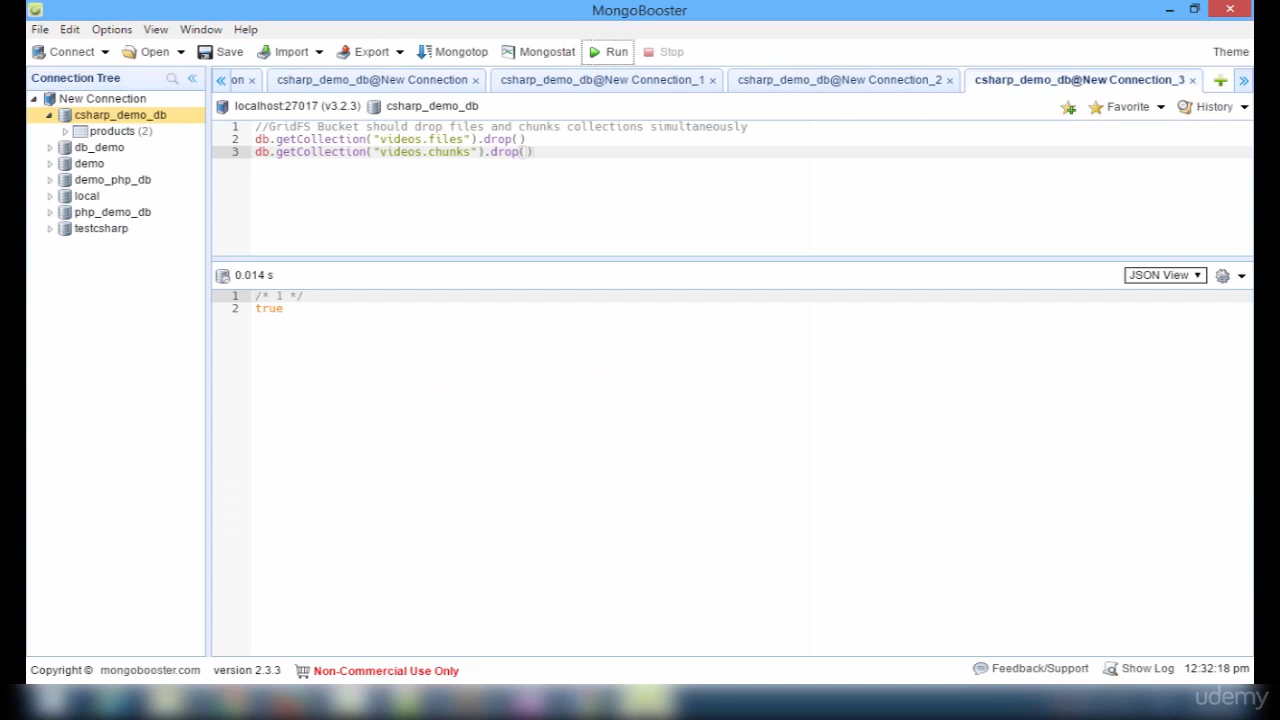 MongoBooster
File Edit Options View Window Help
Connect Open Save Import Export Mongotop Mongostat Run Stop Theme
Connection Tree
on × csharp_demo_db@New Connection × csharp_demo_db@New Connection_1 × csharp_demo_db@New Connection_2 × csharp_demo_db@New Connection_3 ×
New Connection
csharp_demo_db
products (2)
db_demo
demo
demo_php_db
local
php_demo_db
testcsharp
localhost:27017 (v3.2.3) csharp_demo_db Favorite History
1 //GridFS Bucket should drop files and chunks collections simultaneously
2 db.getCollection("videos.files").drop()
3 db.getCollection("videos.chunks").drop()
0.014 s JSON View
1 /* 1 */
2 true
Copyright © mongobooster.com version 2.3.3 Non-Commercial Use Only Feedback/Support Show Log 12:32:18 pm
udemy